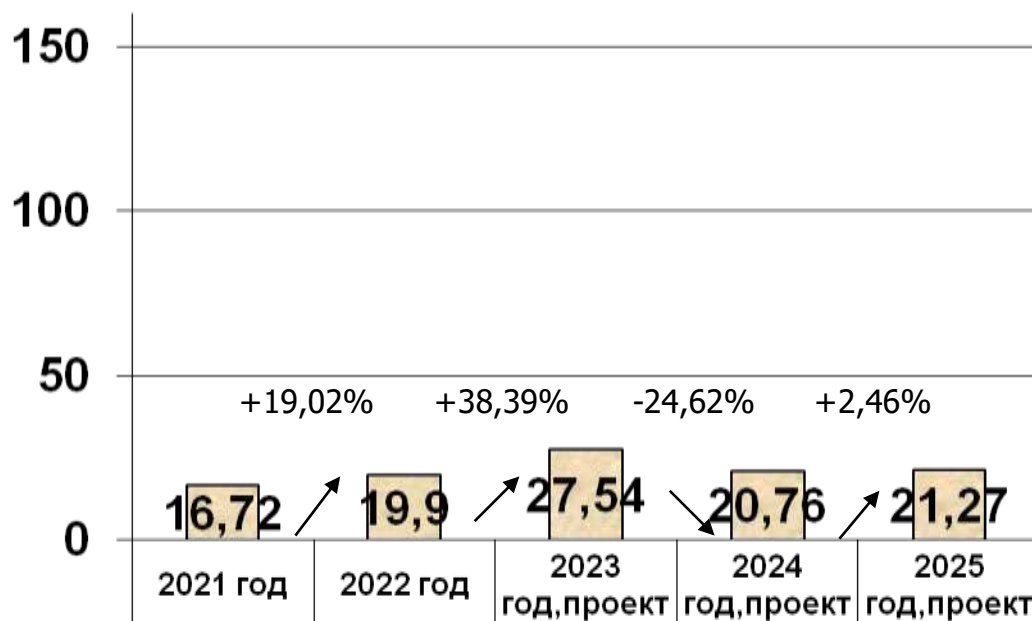 150
100
50
+19,02% +38,39% -24,62% +2,46%
16,72 19,9 27,54 20,76 21,27
0
2021 год 2022 год 2023 год,проект 2024 год,проект 2025 год,проект